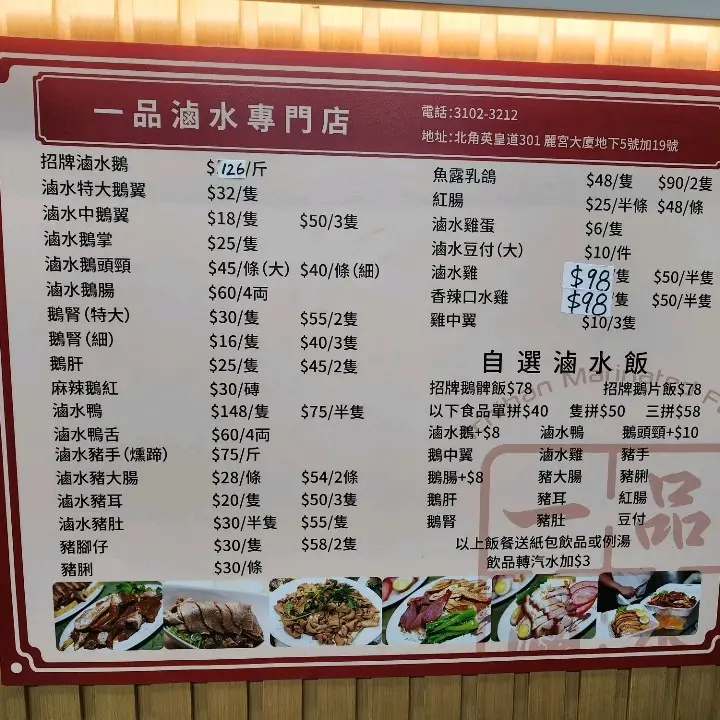 一品滷水專門店
電話:3102-3212
地址:北角英皇道301 麗宮大廈地下5號加19號
招牌滷水鵝 $126/斤
滷水特大鵝翼 $32/隻
滷水中鵝翼 $18/隻 $50/3隻
滷水鵝掌 $25/隻
滷水鵝頭頸 $45/條(大) $40/條(細)
滷水鵝腸 $60/4両
鵝腎(特大) $30/隻 $55/2隻
鵝腎(細) $16/隻 $40/3隻
鵝肝 $25/隻 $45/2隻
麻辣鵝紅 $30/磚
滷水鴨 $148/隻 $75/半隻
滷水鴨舌 $60/4両
滷水豬手(燻蹄) $75/斤
滷水豬大腸 $28/條 $54/2條
滷水豬耳 $20/隻 $50/3隻
滷水豬肚 $30/半隻 $55/隻
豬腳仔 $30/隻 $58/2隻
豬脷 $30/條
魚露乳鴿 $48/隻 $90/2隻
紅腸 $25/半條 $48/條
滷水雞蛋 $6/隻
滷水豆付(大) $10/件
滷水雞 $98/隻 $50/半隻
香辣口水雞 $98/隻 $50/半隻
雞中翼 $10/3隻
自選滷水飯
招牌鵝髀飯$78 招牌鵝片飯$78
以下食品單拼$40 隻拼$50 三拼$58
滷水鵝+$8 滷水鴨 鵝頭頸+$10
鵝中翼 滷水雞 豬手
鵝腸+$8 豬大腸 豬脷
鵝肝 豬耳 紅腸
鵝腎 豬肚 豆付
以上飯餐送紙包飲品或例湯
飲品轉汽水加$3
一品